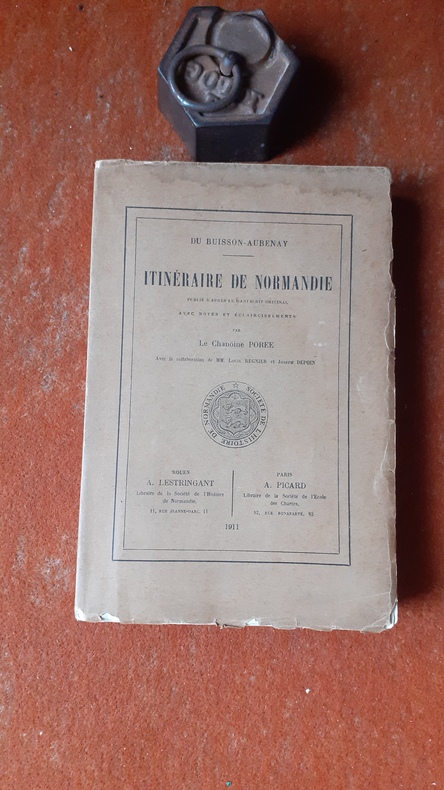 DU BUISSON-AUBENAY
ITINÉRAIRE DE NORMANDIE
PUBLIÉ D'APRÈS LE MANUSCRIT ORIGINAL
AVEC NOTES ET ÉCLAIRCISSEMENTS
PAR
Le Chanoine PORÉE
Avec la collaboration de MM. Louis RÉGNIER et Joseph DEPOIN
SOCIÉTÉ DE L'HISTOIRE DE NORMANDIE
ROUEN
A. LESTRINGANT
Libraire de la Société de l'Histoire
de Normandie.
11, RUE JEANNE-DARC, 11
PARIS
A. PICARD
Libraire de la Société de l'École
des Chartes.
82, RUE BONAPARTE, 82
1911